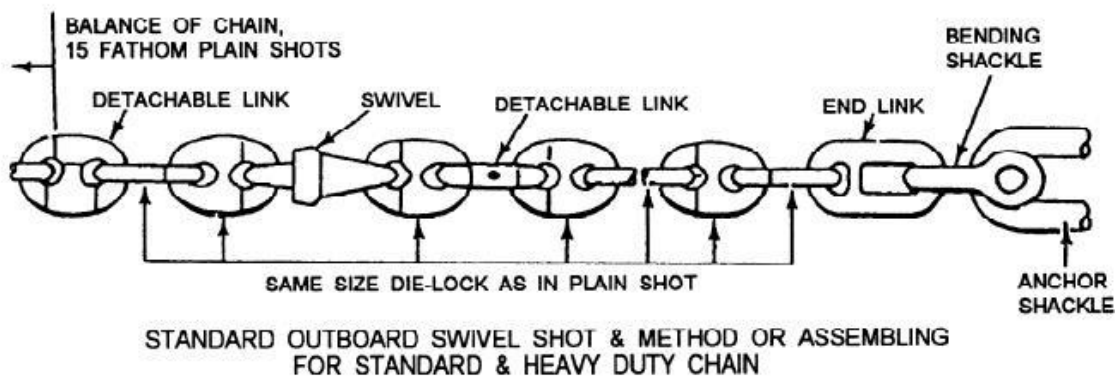 BALANCE OF CHAIN,
15 FATHOM PLAIN SHOTS
BENDING
SHACKLE
DETACHABLE LINK
SWIVEL
DETACHABLE LINK
END LINK
SAME SIZE DIE-LOCK AS IN PLAIN SHOT
ANCHOR
SHACKLE
STANDARD OUTBOARD SWIVEL SHOT & METHOD OR ASSEMBLING
FOR STANDARD & HEAVY DUTY CHAIN